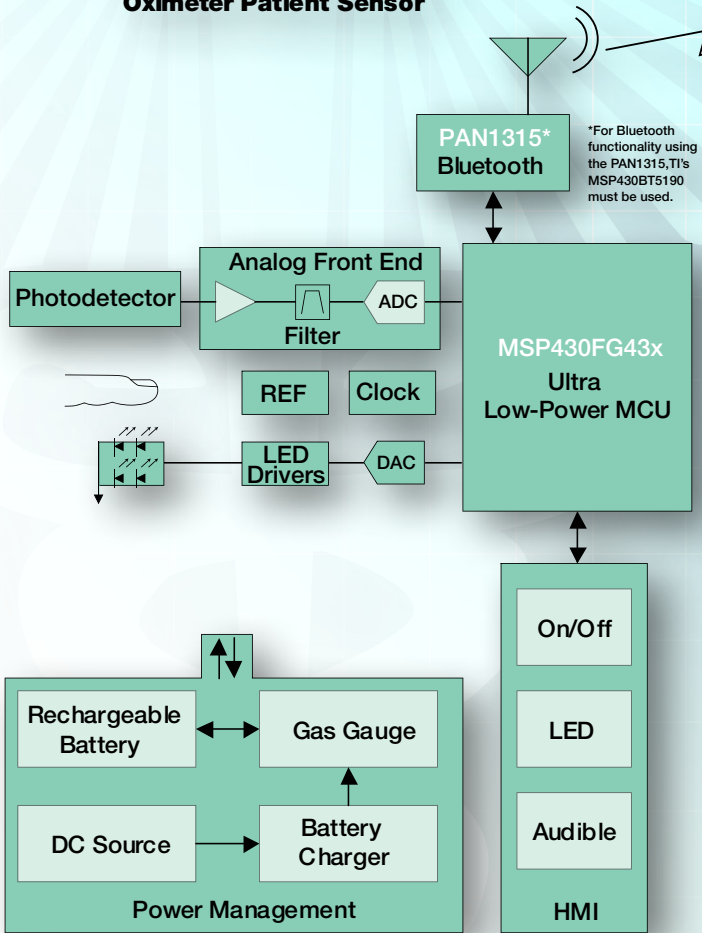 Oximeter Patient Sensor
PAN1315*
Bluetooth
*For Bluetooth
functionality using
the PAN1315,TI's
MSP430BT5190
must be used.
Analog Front End
Photodetector
ADC
Filter
MSP430FG43x
Ultra
Low-Power MCU
REF
Clock
LED
Drivers
DAC
On/Off
LED
Audible
HMI
Rechargeable
Battery
Gas Gauge
DC Source
Battery
Charger
Power Management